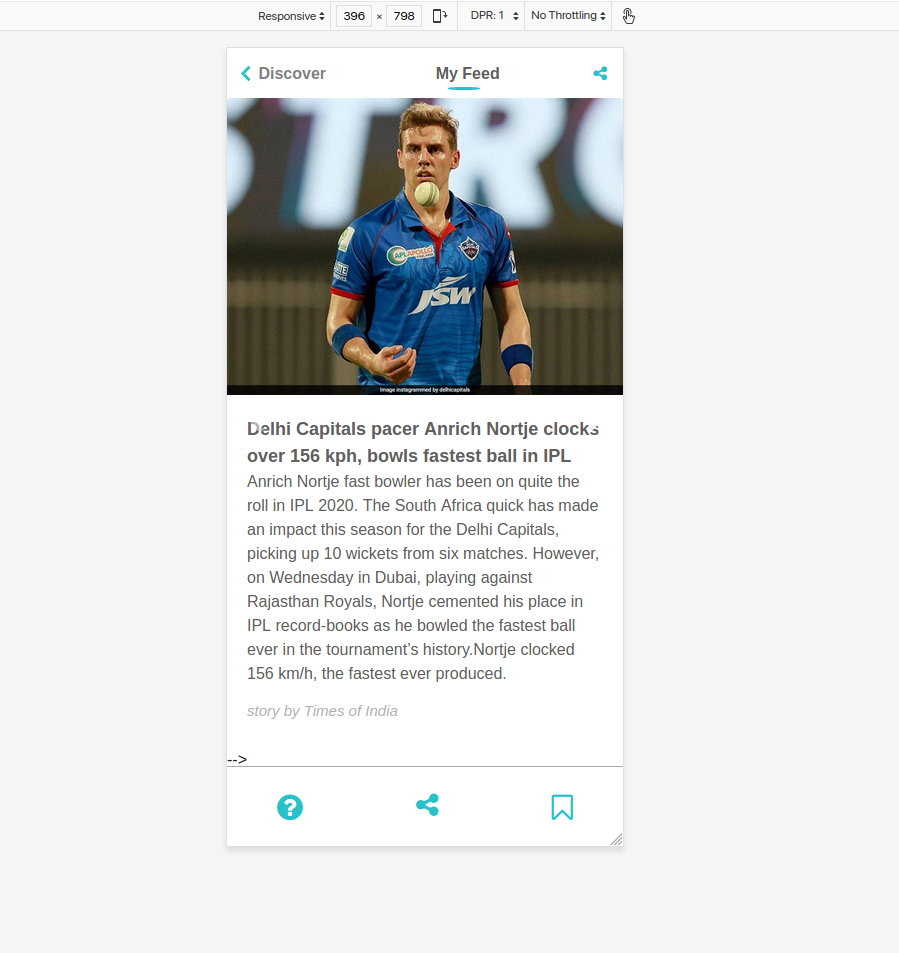 Responsive 396 × 798 DPR: 1 No Throttling
Discover My Feed
STRO
APLAPOLLO
JSW
Image instagrammed by delhicapitals
Delhi Capitals pacer Anrich Nortje clocks
over 156 kph, bowls fastest ball in IPL
Anrich Nortje fast bowler has been on quite the
roll in IPL 2020. The South Africa quick has made
an impact this season for the Delhi Capitals,
picking up 10 wickets from six matches. However,
on Wednesday in Dubai, playing against
Rajasthan Royals, Nortje cemented his place in
IPL record-books as he bowled the fastest ball
ever in the tournament’s history.Nortje clocked
156 km/h, the fastest ever produced.
story by Times of India
-->